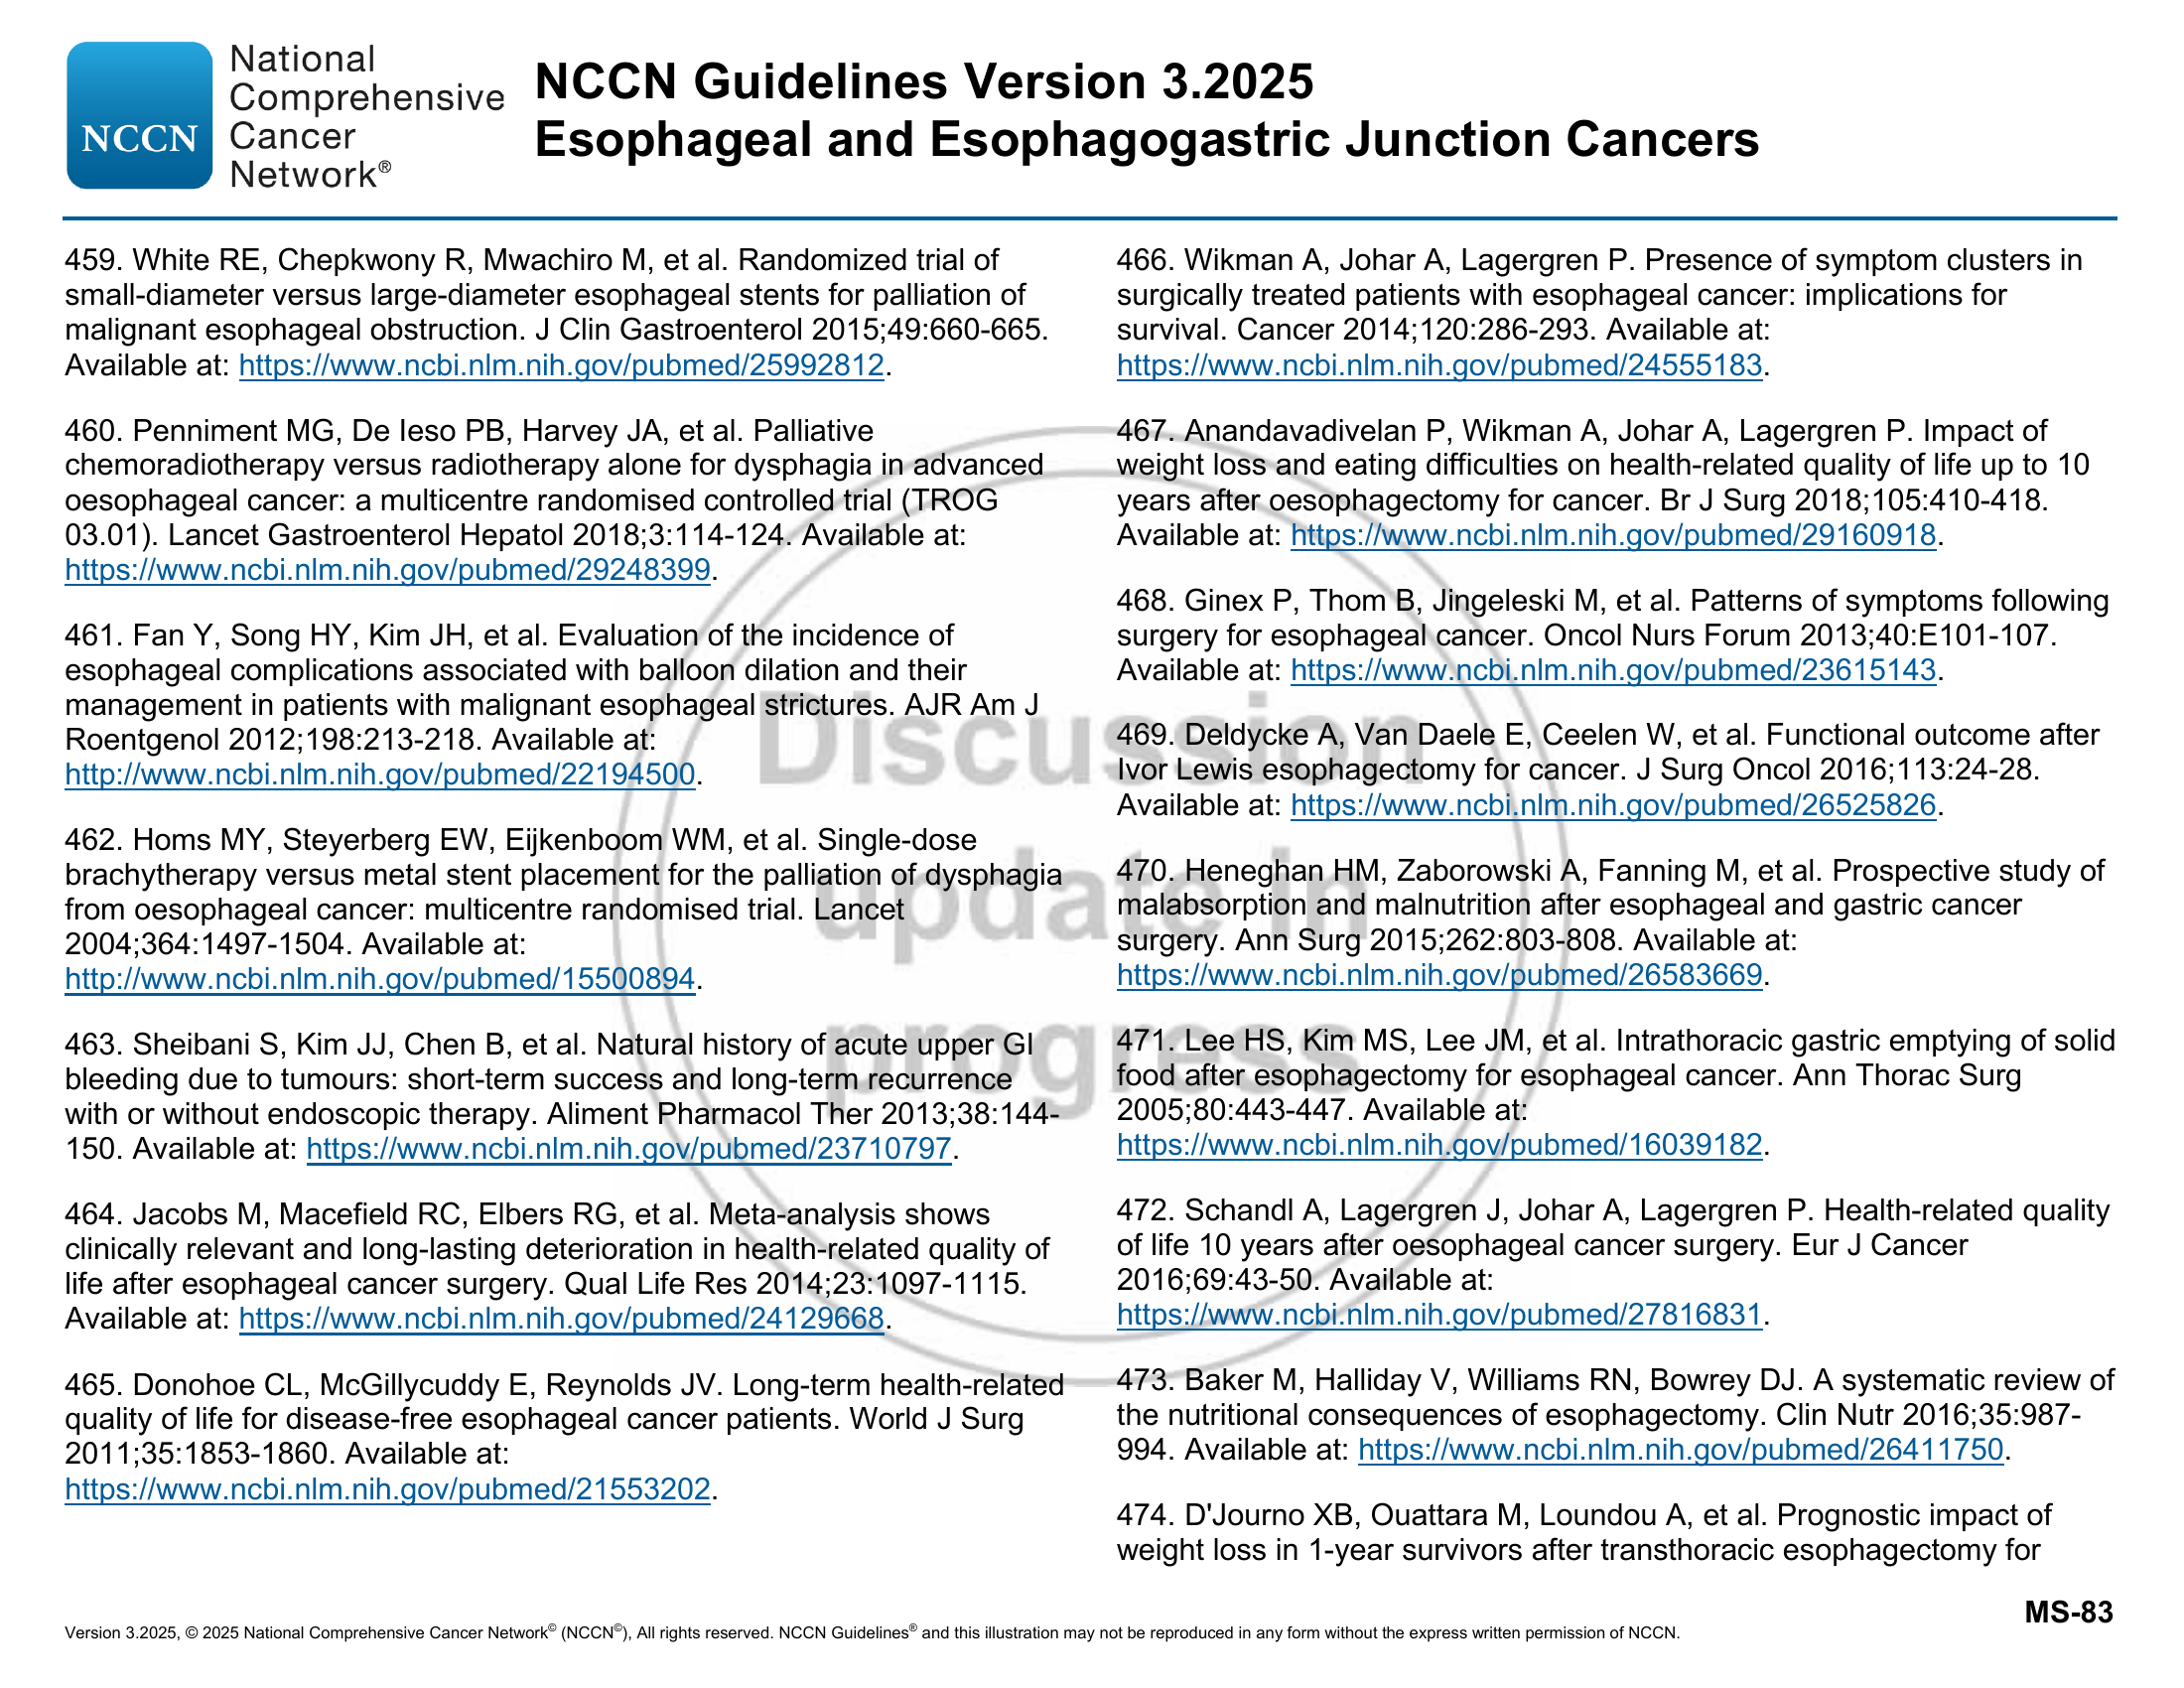 NCCN
National
Comprehensive
Cancer
Network®
NCCN Guidelines Version 3.2025
Esophageal and Esophagogastric Junction Cancers
459. White RE, Chepkwony R, Mwachiro M, et al. Randomized trial of
small-diameter versus large-diameter esophageal stents for palliation of
malignant esophageal obstruction. J Clin Gastroenterol 2015;49:660-665.
Available at: https://www.ncbi.nlm.nih.gov/pubmed/25992812.
460. Penniment MG, De Ieso PB, Harvey JA, et al. Palliative
chemoradiotherapy versus radiotherapy alone for dysphagia in advanced
oesophageal cancer: a multicentre randomised controlled trial (TROG
03.01). Lancet Gastroenterol Hepatol 2018;3:114-124. Available at:
https://www.ncbi.nlm.nih.gov/pubmed/29248399.
461. Fan Y, Song HY, Kim JH, et al. Evaluation of the incidence of
esophageal complications associated with balloon dilation and their
management in patients with malignant esophageal strictures. AJR Am J
Roentgenol 2012;198:213-218. Available at:
http://www.ncbi.nlm.nih.gov/pubmed/22194500.
462. Homs MY, Steyerberg EW, Eijkenboom WM, et al. Single-dose
brachytherapy versus metal stent placement for the palliation of dysphagia
from oesophageal cancer: multicentre randomised trial. Lancet
2004;364:1497-1504. Available at:
http://www.ncbi.nlm.nih.gov/pubmed/15500894.
463. Sheibani S, Kim JJ, Chen B, et al. Natural history of acute upper GI
bleeding due to tumours: short-term success and long-term recurrence
with or without endoscopic therapy. Aliment Pharmacol Ther 2013;38:144-
150. Available at: https://www.ncbi.nlm.nih.gov/pubmed/23710797.
464. Jacobs M, Macefield RC, Elbers RG, et al. Meta-analysis shows
clinically relevant and long-lasting deterioration in health-related quality of
life after esophageal cancer surgery. Qual Life Res 2014;23:1097-1115.
Available at: https://www.ncbi.nlm.nih.gov/pubmed/24129668.
465. Donohoe CL, McGillycuddy E, Reynolds JV. Long-term health-related
quality of life for disease-free esophageal cancer patients. World J Surg
2011;35:1853-1860. Available at:
https://www.ncbi.nlm.nih.gov/pubmed/21553202.
466. Wikman A, Johar A, Lagergren P. Presence of symptom clusters in
surgically treated patients with esophageal cancer: implications for
survival. Cancer 2014;120:286-293. Available at:
https://www.ncbi.nlm.nih.gov/pubmed/24555183.
467. Anandavadivelan P, Wikman A, Johar A, Lagergren P. Impact of
weight loss and eating difficulties on health-related quality of life up to 10
years after oesophagectomy for cancer. Br J Surg 2018;105:410-418.
Available at: https://www.ncbi.nlm.nih.gov/pubmed/29160918.
468. Ginex P, Thom B, Jingeleski M, et al. Patterns of symptoms following
surgery for esophageal cancer. Oncol Nurs Forum 2013;40:E101-107.
Available at: https://www.ncbi.nlm.nih.gov/pubmed/23615143.
469. Deldycke A, Van Daele E, Ceelen W, et al. Functional outcome after
Ivor Lewis esophagectomy for cancer. J Surg Oncol 2016;113:24-28.
Available at: https://www.ncbi.nlm.nih.gov/pubmed/26525826.
470. Heneghan HM, Zaborowski A, Fanning M, et al. Prospective study of
malabsorption and malnutrition after esophageal and gastric cancer
surgery. Ann Surg 2015;262:803-808. Available at:
https://www.ncbi.nlm.nih.gov/pubmed/26583669.
471. Lee HS, Kim MS, Lee JM, et al. Intrathoracic gastric emptying of solid
food after esophagectomy for esophageal cancer. Ann Thorac Surg
2005;80:443-447. Available at:
https://www.ncbi.nlm.nih.gov/pubmed/16039182.
472. Schandl A, Lagergren J, Johar A, Lagergren P. Health-related quality
of life 10 years after oesophageal cancer surgery. Eur J Cancer
2016;69:43-50. Available at:
https://www.ncbi.nlm.nih.gov/pubmed/27816831.
473. Baker M, Halliday V, Williams RN, Bowrey DJ. A systematic review of
the nutritional consequences of esophagectomy. Clin Nutr 2016;35:987-
994. Available at: https://www.ncbi.nlm.nih.gov/pubmed/26411750.
474. D'Journo XB, Ouattara M, Loundou A, et al. Prognostic impact of
weight loss in 1-year survivors after transthoracic esophagectomy for
Discussion
update in
progress
MS-83
Version 3.2025, © 2025 National Comprehensive Cancer Network© (NCCN©), All rights reserved. NCCN Guidelines® and this illustration may not be reproduced in any form without the express written permission of NCCN.